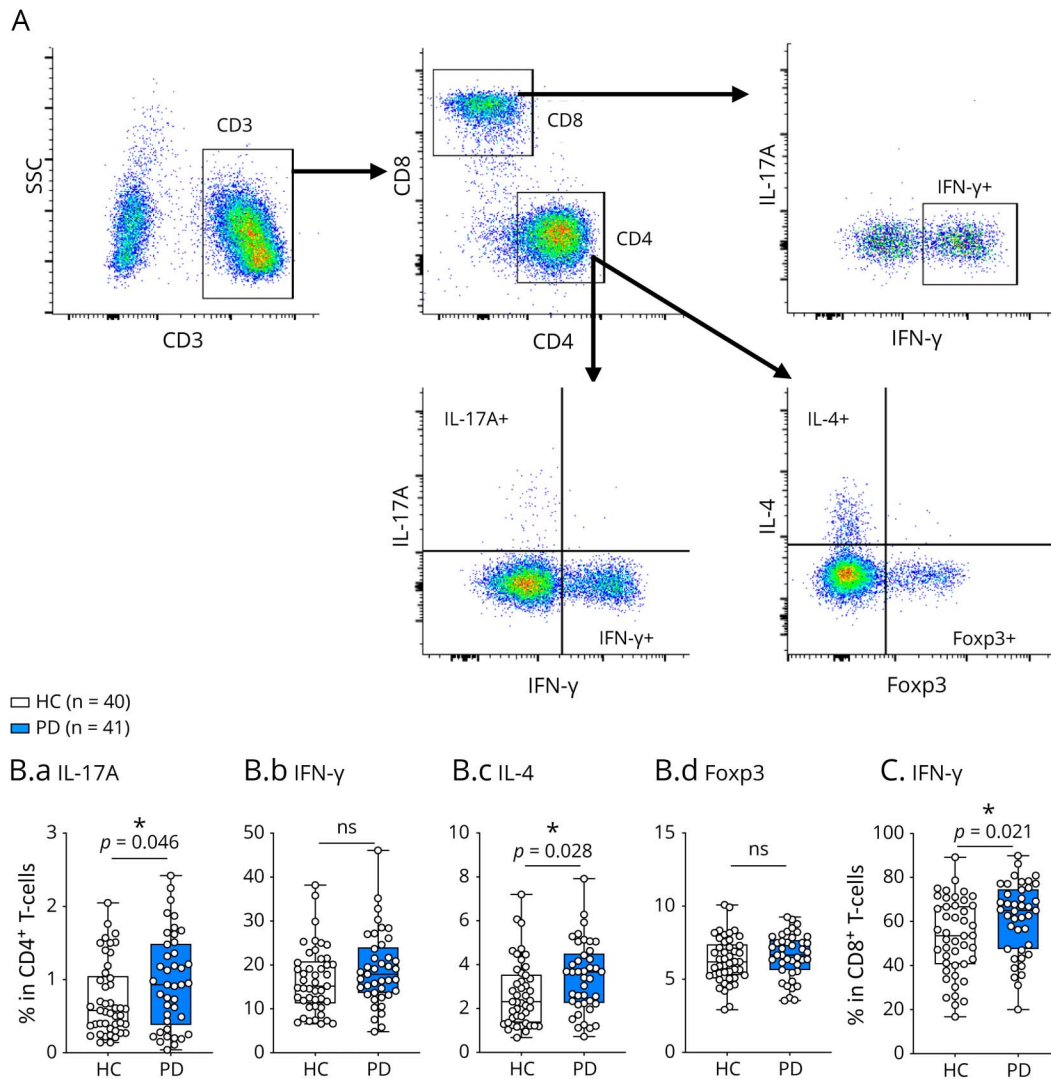 A
SSC
CD3
CD3
CD8
CD8
CD4
CD4
IL-17A
IFN-γ+
IFN-γ
IL-17A+
IL-17A
IFN-γ+
IFN-γ
IL-4+
IL-4
Foxp3+
Foxp3
HC (n = 40)
PD (n = 41)
B.a IL-17A
% in CD4⁺ T-cells
3
2
1
0
*
p = 0.046
HC PD
B.b IFN-γ
50
40
30
20
10
0
ns
HC PD
B.c IL-4
10
8
6
4
2
0
*
p = 0.028
HC PD
B.d Foxp3
15
10
5
0
ns
HC PD
C. IFN-γ
% in CD8⁺ T-cells
100
80
60
40
20
0
*
p = 0.021
HC PD